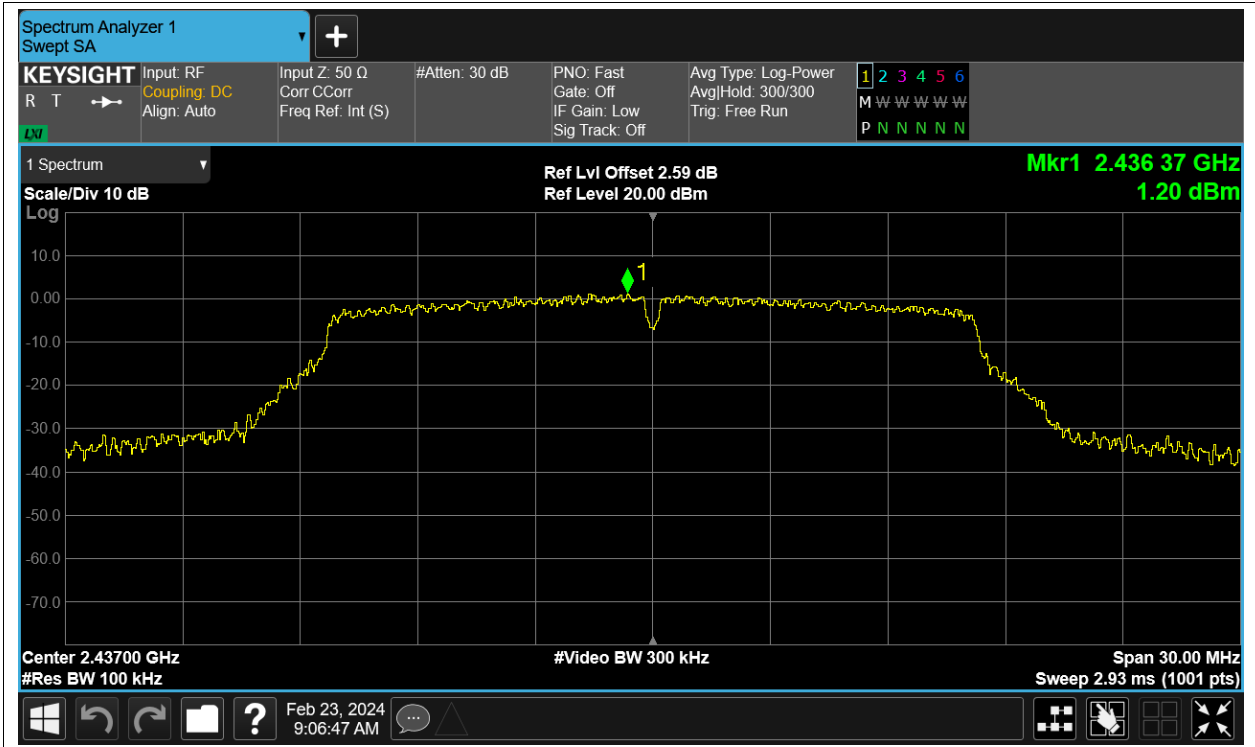 Spectrum Analyzer 1
Swept SA
KEYSIGHT
R T
LXI
Input: RF
Coupling: DC
Align: Auto
Input Z: 50 Ω
Corr CCorr
Freq Ref: Int (S)
#Atten: 30 dB
PNO: Fast
Gate: Off
IF Gain: Low
Sig Track: Off
Avg Type: Log-Power
Avg|Hold: 300/300
Trig: Free Run
1 2 3 4 5 6
M W W W W W
P N N N N N
1 Spectrum
Scale/Div 10 dB
Ref Lvl Offset 2.59 dB
Ref Level 20.00 dBm
Mkr1 2.436 37 GHz
1.20 dBm
Log
10.0
0.00
-10.0
-20.0
-30.0
-40.0
-50.0
-60.0
-70.0
1
Center 2.43700 GHz
#Res BW 100 kHz
#Video BW 300 kHz
Span 30.00 MHz
Sweep 2.93 ms (1001 pts)
?
Feb 23, 2024
9:06:47 AM